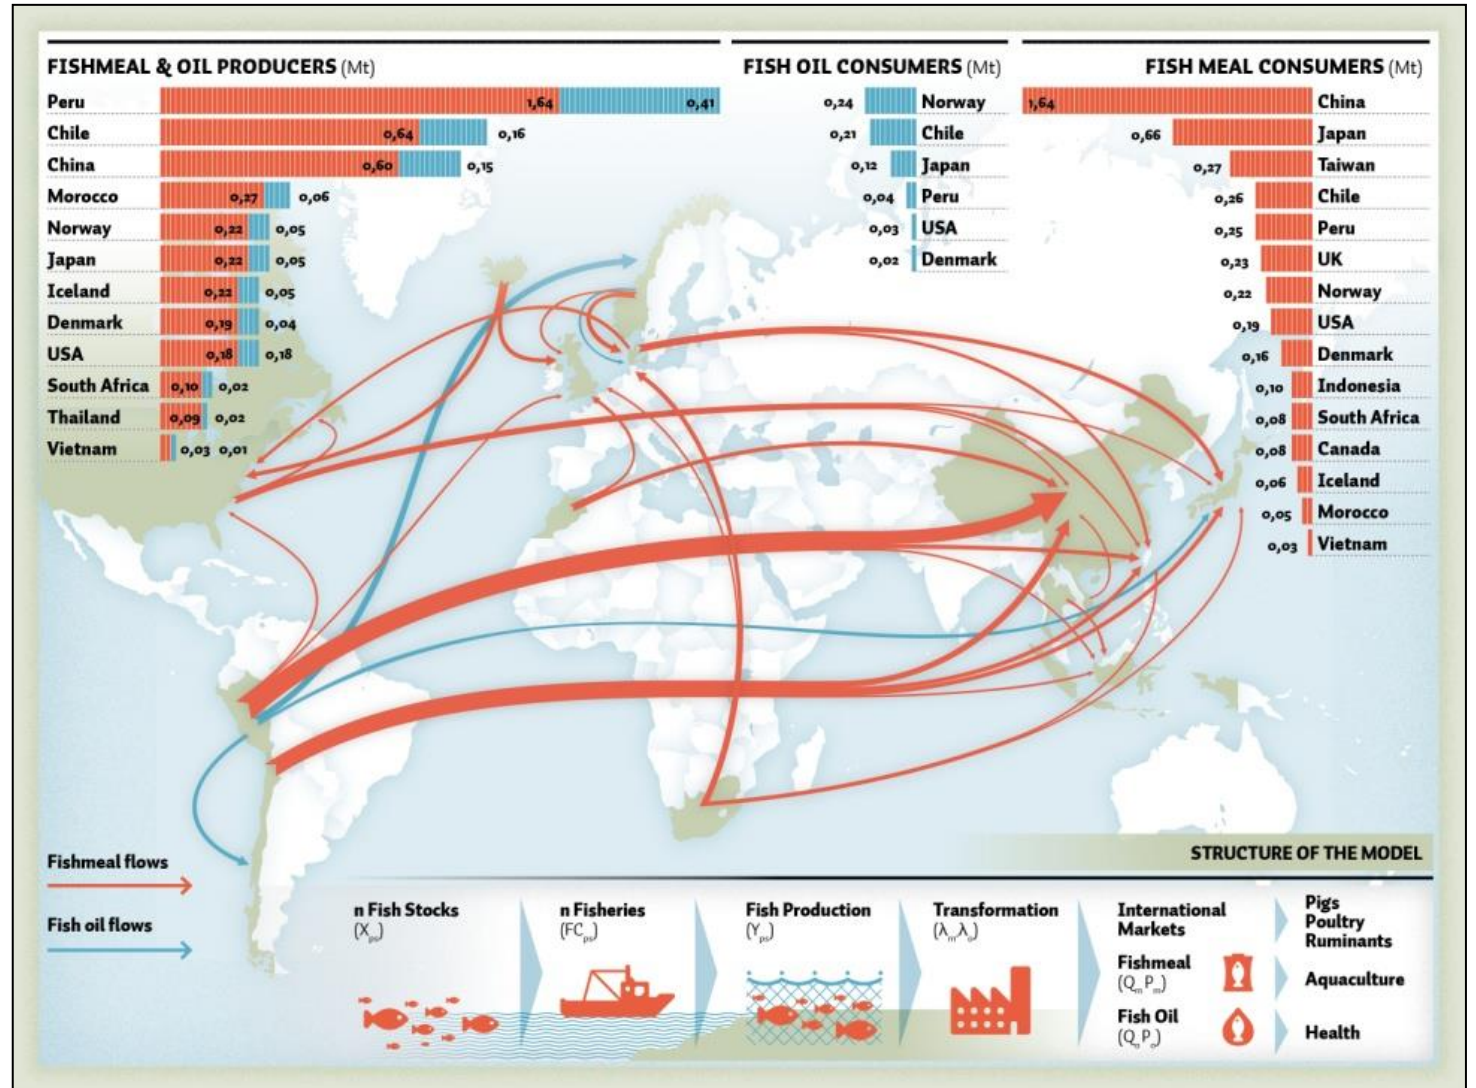 FISHMEAL & OIL PRODUCERS (Mt)
Peru 1,64 0,41
Chile 0,64 0,16
China 0,60 0,15
Morocco 0,27 0,06
Norway 0,22 0,05
Japan 0,22 0,05
Iceland 0,22 0,05
Denmark 0,19 0,04
USA 0,18 0,18
South Africa 0,10 0,02
Thailand 0,09 0,02
Vietnam 0,03 0,01
FISH OIL CONSUMERS (Mt)
0,24 Norway
0,21 Chile
0,12 Japan
0,04 Peru
0,03 USA
0,02 Denmark
FISH MEAL CONSUMERS (Mt)
1,64 China
0,66 Japan
0,27 Taiwan
0,26 Chile
0,25 Peru
0,23 UK
0,22 Norway
0,19 USA
0,16 Denmark
0,10 Indonesia
0,08 South Africa
0,08 Canada
0,06 Iceland
0,05 Morocco
0,03 Vietnam
Fishmeal flows
Fish oil flows
STRUCTURE OF THE MODEL
n Fish Stocks
(Xps)
n Fisheries
(FCps)
Fish Production
(Yps)
Transformation
(λm λo)
International
Markets
Fishmeal
(Qm Pm)
Fish Oil
(Qo Po)
Pigs
Poultry
Ruminants
Aquaculture
Health